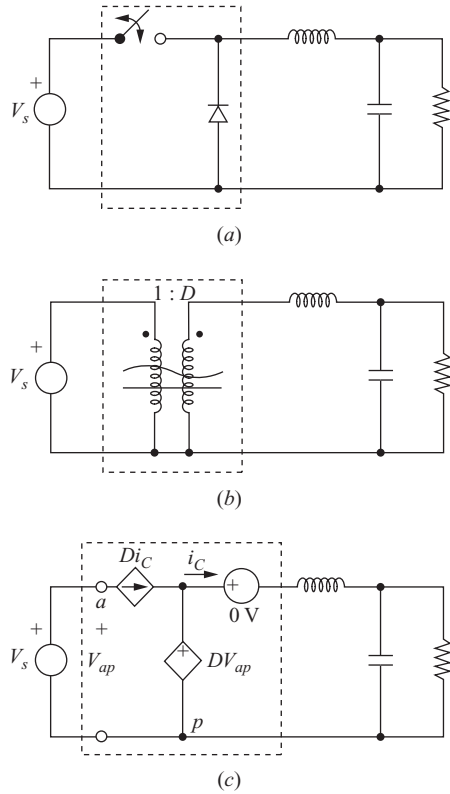 +
V_s
(a)
1 : D
+
V_s
(b)
Di_C
i_C
+
a
0 V
+
V_s
+
V_ap
+
DV_ap
p
(c)